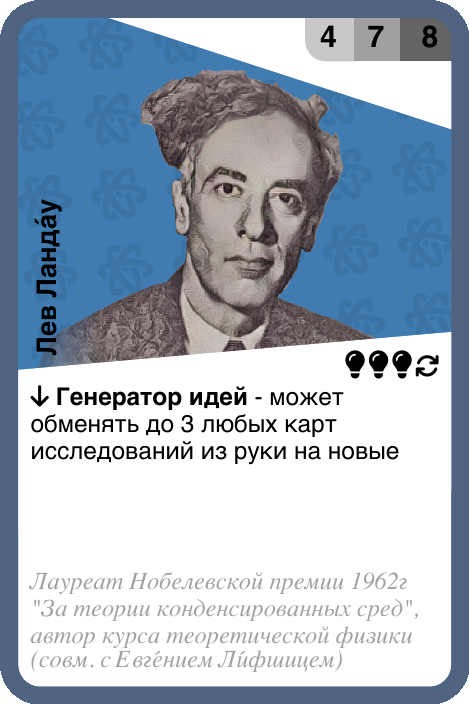 4 7 8
Лев Ланда́у
Генератор идей - может
обменять до 3 любых карт
исследований из руки на новые
Лауреат Нобелевской премии 1962г
"За теории конденсированных сред",
автор курса теоретической физики
(совм. с Евге́нием Ли́фшицем)